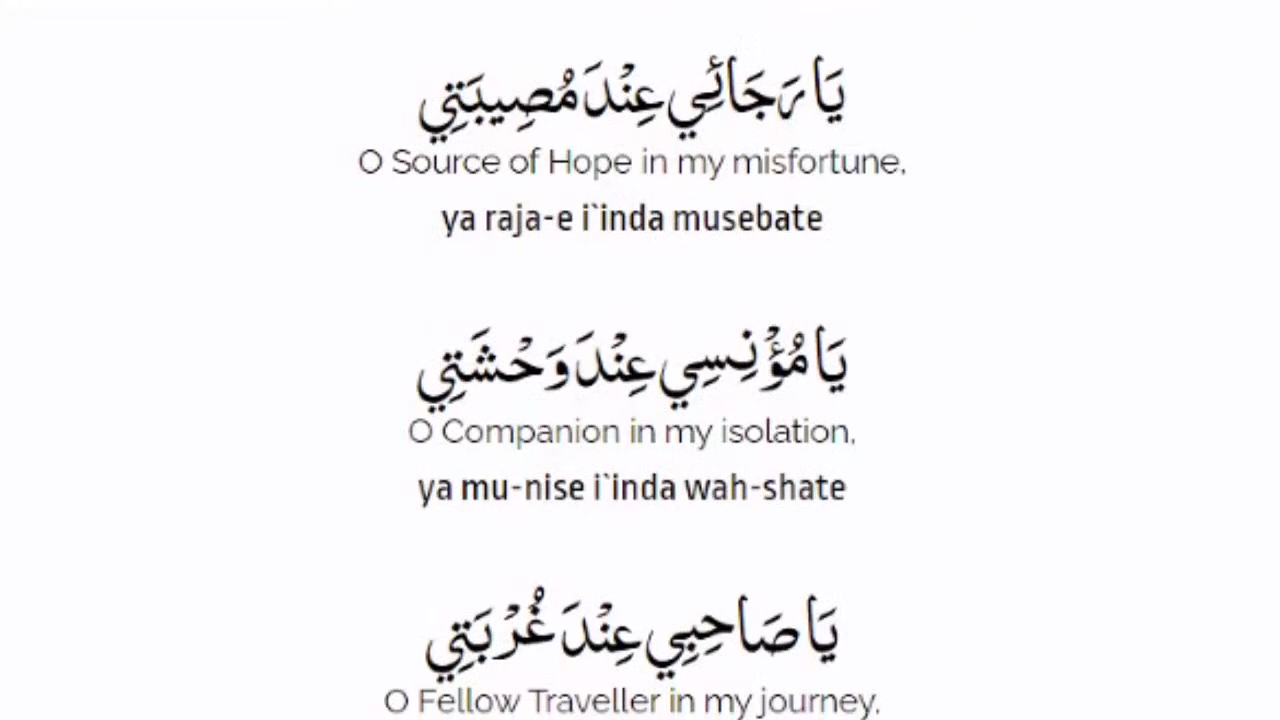 يَا رَجَائِي عِنْدَ مُصِيبَتِي
O Source of Hope in my misfortune,
ya raja-e i`inda musebate
يَا مُؤْنِسِي عِنْدَ وَحْشَتِي
O Companion in my isolation,
ya mu-nise i`inda wah-shate
يَا صَاحِبِي عِنْدَ غُرْبَتِي
O Fellow Traveller in my journey,